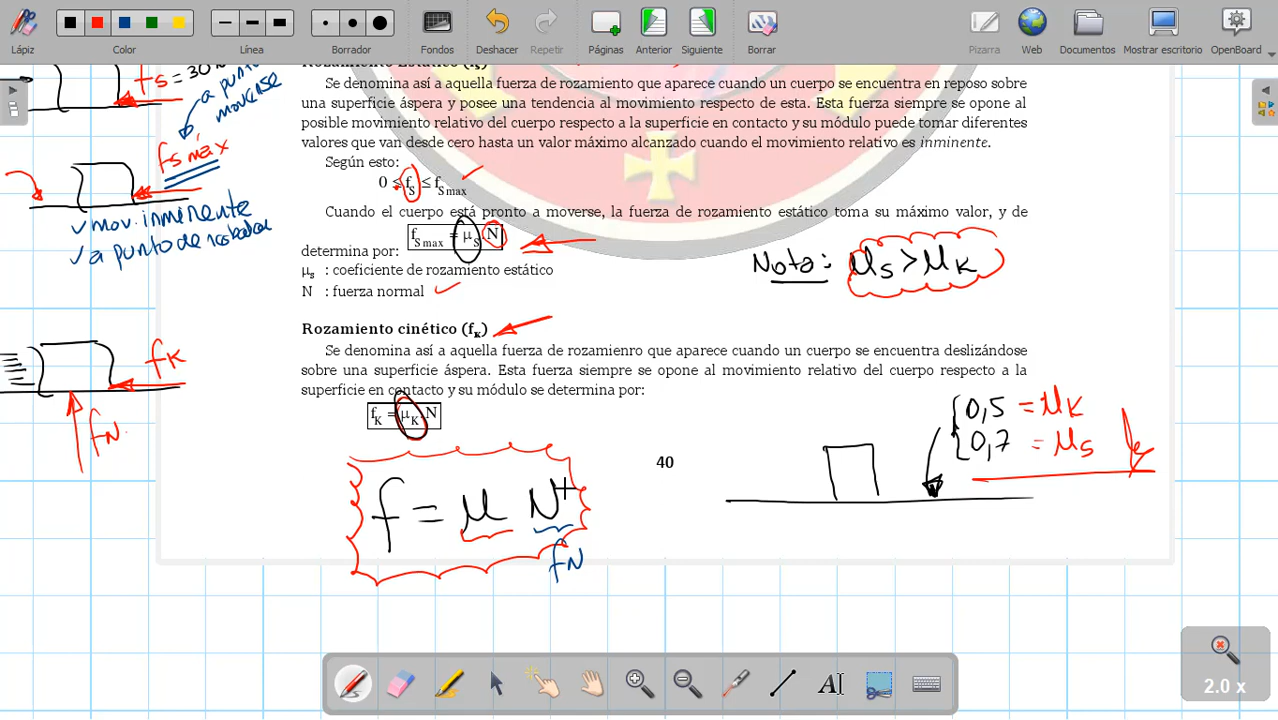 Lápiz Color Línea Borrador Fondos Deshacer Repetir Páginas Anterior Siguiente Borrar Pizarra Web Documentos Mostrar escritorio OpenBoard
Se denomina así a aquella fuerza de rozamiento que aparece cuando un cuerpo se encuentra en reposo sobre
una superficie áspera y posee una tendencia al movimiento respecto de esta. Esta fuerza siempre se opone al
posible movimiento relativo del cuerpo respecto a la superficie en contacto y su módulo puede tomar diferentes
valores que van desde cero hasta un valor máximo alcanzado cuando el movimiento relativo es inminente.
Según esto:
0 ≤ fS ≤ fSmax
Cuando el cuerpo está pronto a moverse, la fuerza de rozamiento estático toma su máximo valor, y de
determina por: fSmax = μS N
μs : coeficiente de rozamiento estático
N : fuerza normal
Rozamiento cinético (fK)
Se denomina así a aquella fuerza de rozamienro que aparece cuando un cuerpo se encuentra deslizándose
sobre una superficie áspera. Esta fuerza siempre se opone al movimiento relativo del cuerpo respecto a la
superficie en contacto y su módulo se determina por:
fK = μK N
40
fs = 30
a punto
moverse
fs max
✓ mov. inminente
✓ a punto de
fK
fN
Nota: μs > μK
0,5 = μK
0,7 = μs
f = μ N
fN
2.0 x